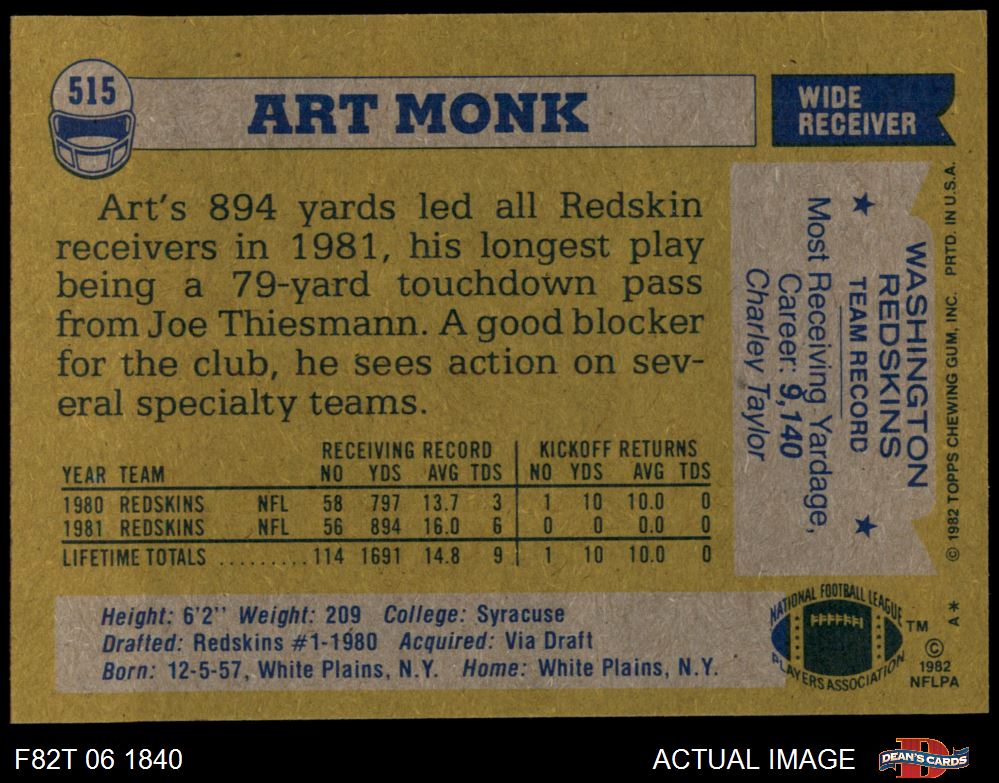 515
ART MONK
WIDE
RECEIVER
Art's 894 yards led all Redskin
receivers in 1981, his longest play
being a 79-yard touchdown pass
from Joe Thiesmann. A good blocker
for the club, he sees action on sev-
eral specialty teams.
RECEIVING RECORD KICKOFF RETURNS
YEAR TEAM NO YDS AVG TDS NO YDS AVG TDS
1980 REDSKINS NFL 58 797 13.7 3 1 10 10.0 0
1981 REDSKINS NFL 56 894 16.0 6 0 0 0.0 0
LIFETIME TOTALS ......... 114 1691 14.8 9 1 10 10.0 0
Height: 6'2" Weight: 209 College: Syracuse
Drafted: Redskins #1-1980 Acquired: Via Draft
Born: 12-5-57, White Plains, N.Y. Home: White Plains, N.Y.
WASHINGTON
REDSKINS
★ TEAM RECORD ★
Most Receiving Yardage,
Career: 9,140
Charley Taylor
© 1982 TOPPS CHEWING GUM, INC. PRTD. IN U.S.A.
A*
NATIONAL FOOTBALL LEAGUE
PLAYERS ASSOCIATION
TM
©
1982
NFLPA
F82T 06 1840
ACTUAL IMAGE
DEAN'S CARDS